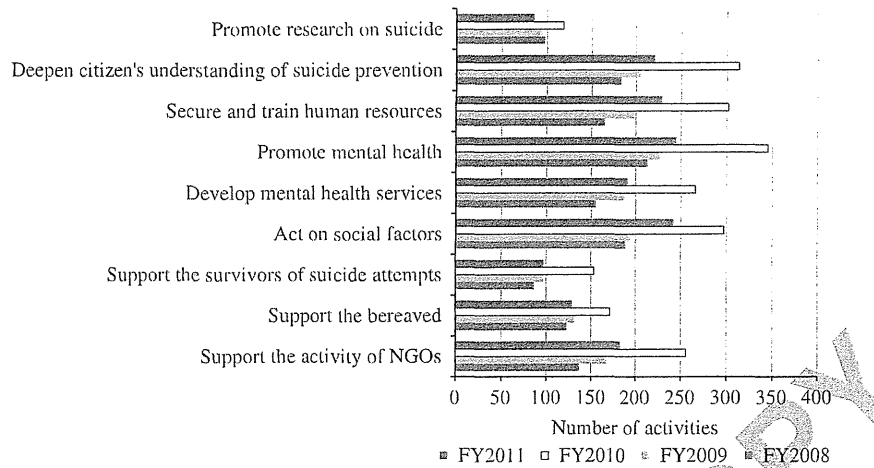 Promote research on suicide
Deepen citizen's understanding of suicide prevention
Secure and train human resources
Promote mental health
Develop mental health services
Act on social factors
Support the survivors of suicide attempts
Support the bereaved
Support the activity of NGOs
0 50 100 150 200 250 300 350 400
Number of activities
FY2011 FY2010 FY2009 FY2008